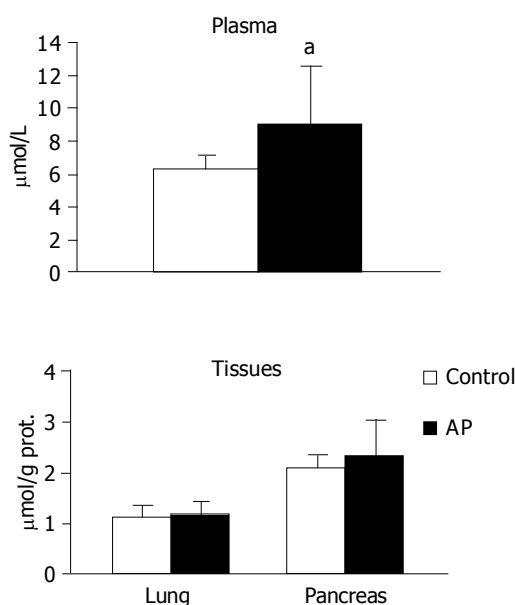 Plasma
a
14
12
10
8
6
4
2
0
μmol/L
Tissues
4
3
2
1
0
μmol/g prot.
Control
AP
Lung
Pancreas